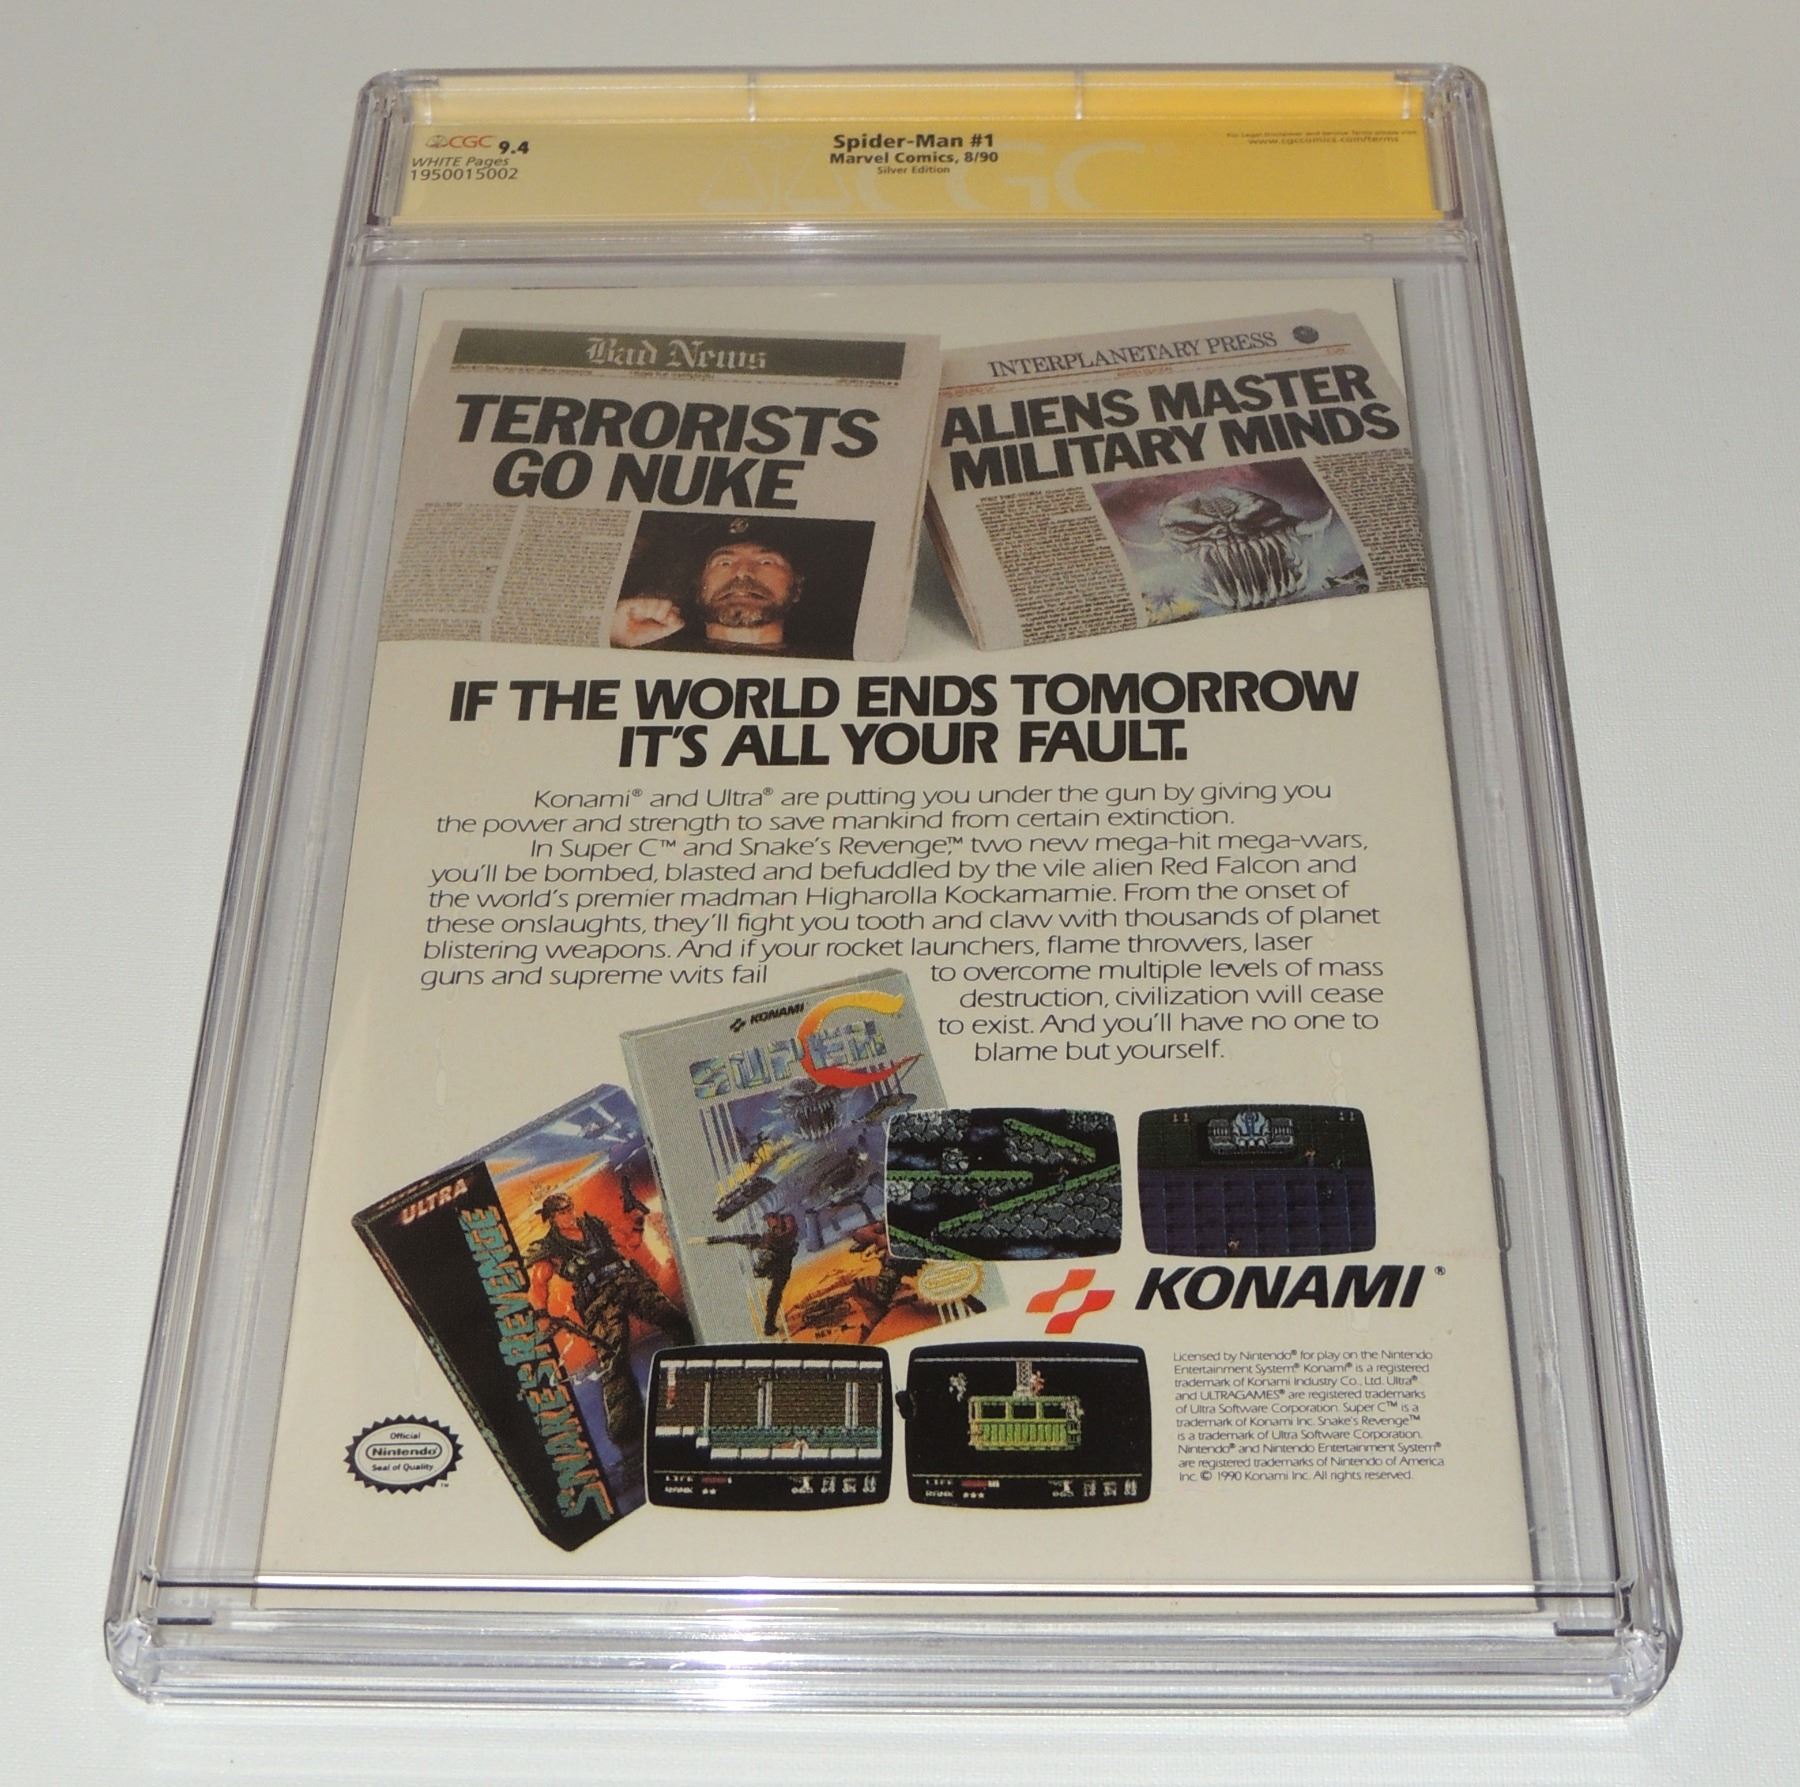 CGC 9.4
WHITE Pages
1950015002
Spider-Man #1
Marvel Comics, 8/90
Silver Edition
www.cgccomics.com/terms
CGC
Bad News
TERRORISTS
GO NUKE
INTERPLANETARY PRESS
ALIENS MASTER
MILITARY MINDS
IF THE WORLD ENDS TOMORROW
IT'S ALL YOUR FAULT.
Konami® and Ultra® are putting you under the gun by giving you
the power and strength to save mankind from certain extinction.
In Super C™ and Snake's Revenge,™ two new mega-hit mega-wars,
you'll be bombed, blasted and befuddled by the vile alien Red Falcon and
the world's premier madman Higharolla Kockamamie. From the onset of
these onslaughts, they'll fight you tooth and claw with thousands of planet
blistering weapons. And if your rocket launchers, flame throwers, laser
guns and supreme wits fail to overcome multiple levels of mass
destruction, civilization will cease
to exist. And you'll have no one to
blame but yourself.
KONAMI
SUPER C
ULTRA
SNAKE'S REVENGE
KONAMI®
LIFE
RANK
LIFE
RANK
Official
Nintendo
Seal of Quality
™
Licensed by Nintendo® for play on the Nintendo
Entertainment System® Konami® is a registered
trademark of Konami Industry Co., Ltd. Ultra®
and ULTRAGAMES® are registered trademarks
of Ultra Software Corporation. Super C™ is a
trademark of Konami Inc. Snake's Revenge™
is a trademark of Ultra Software Corporation.
Nintendo® and Nintendo Entertainment System®
are registered trademarks of Nintendo of America
Inc. © 1990 Konami Inc. All rights reserved.